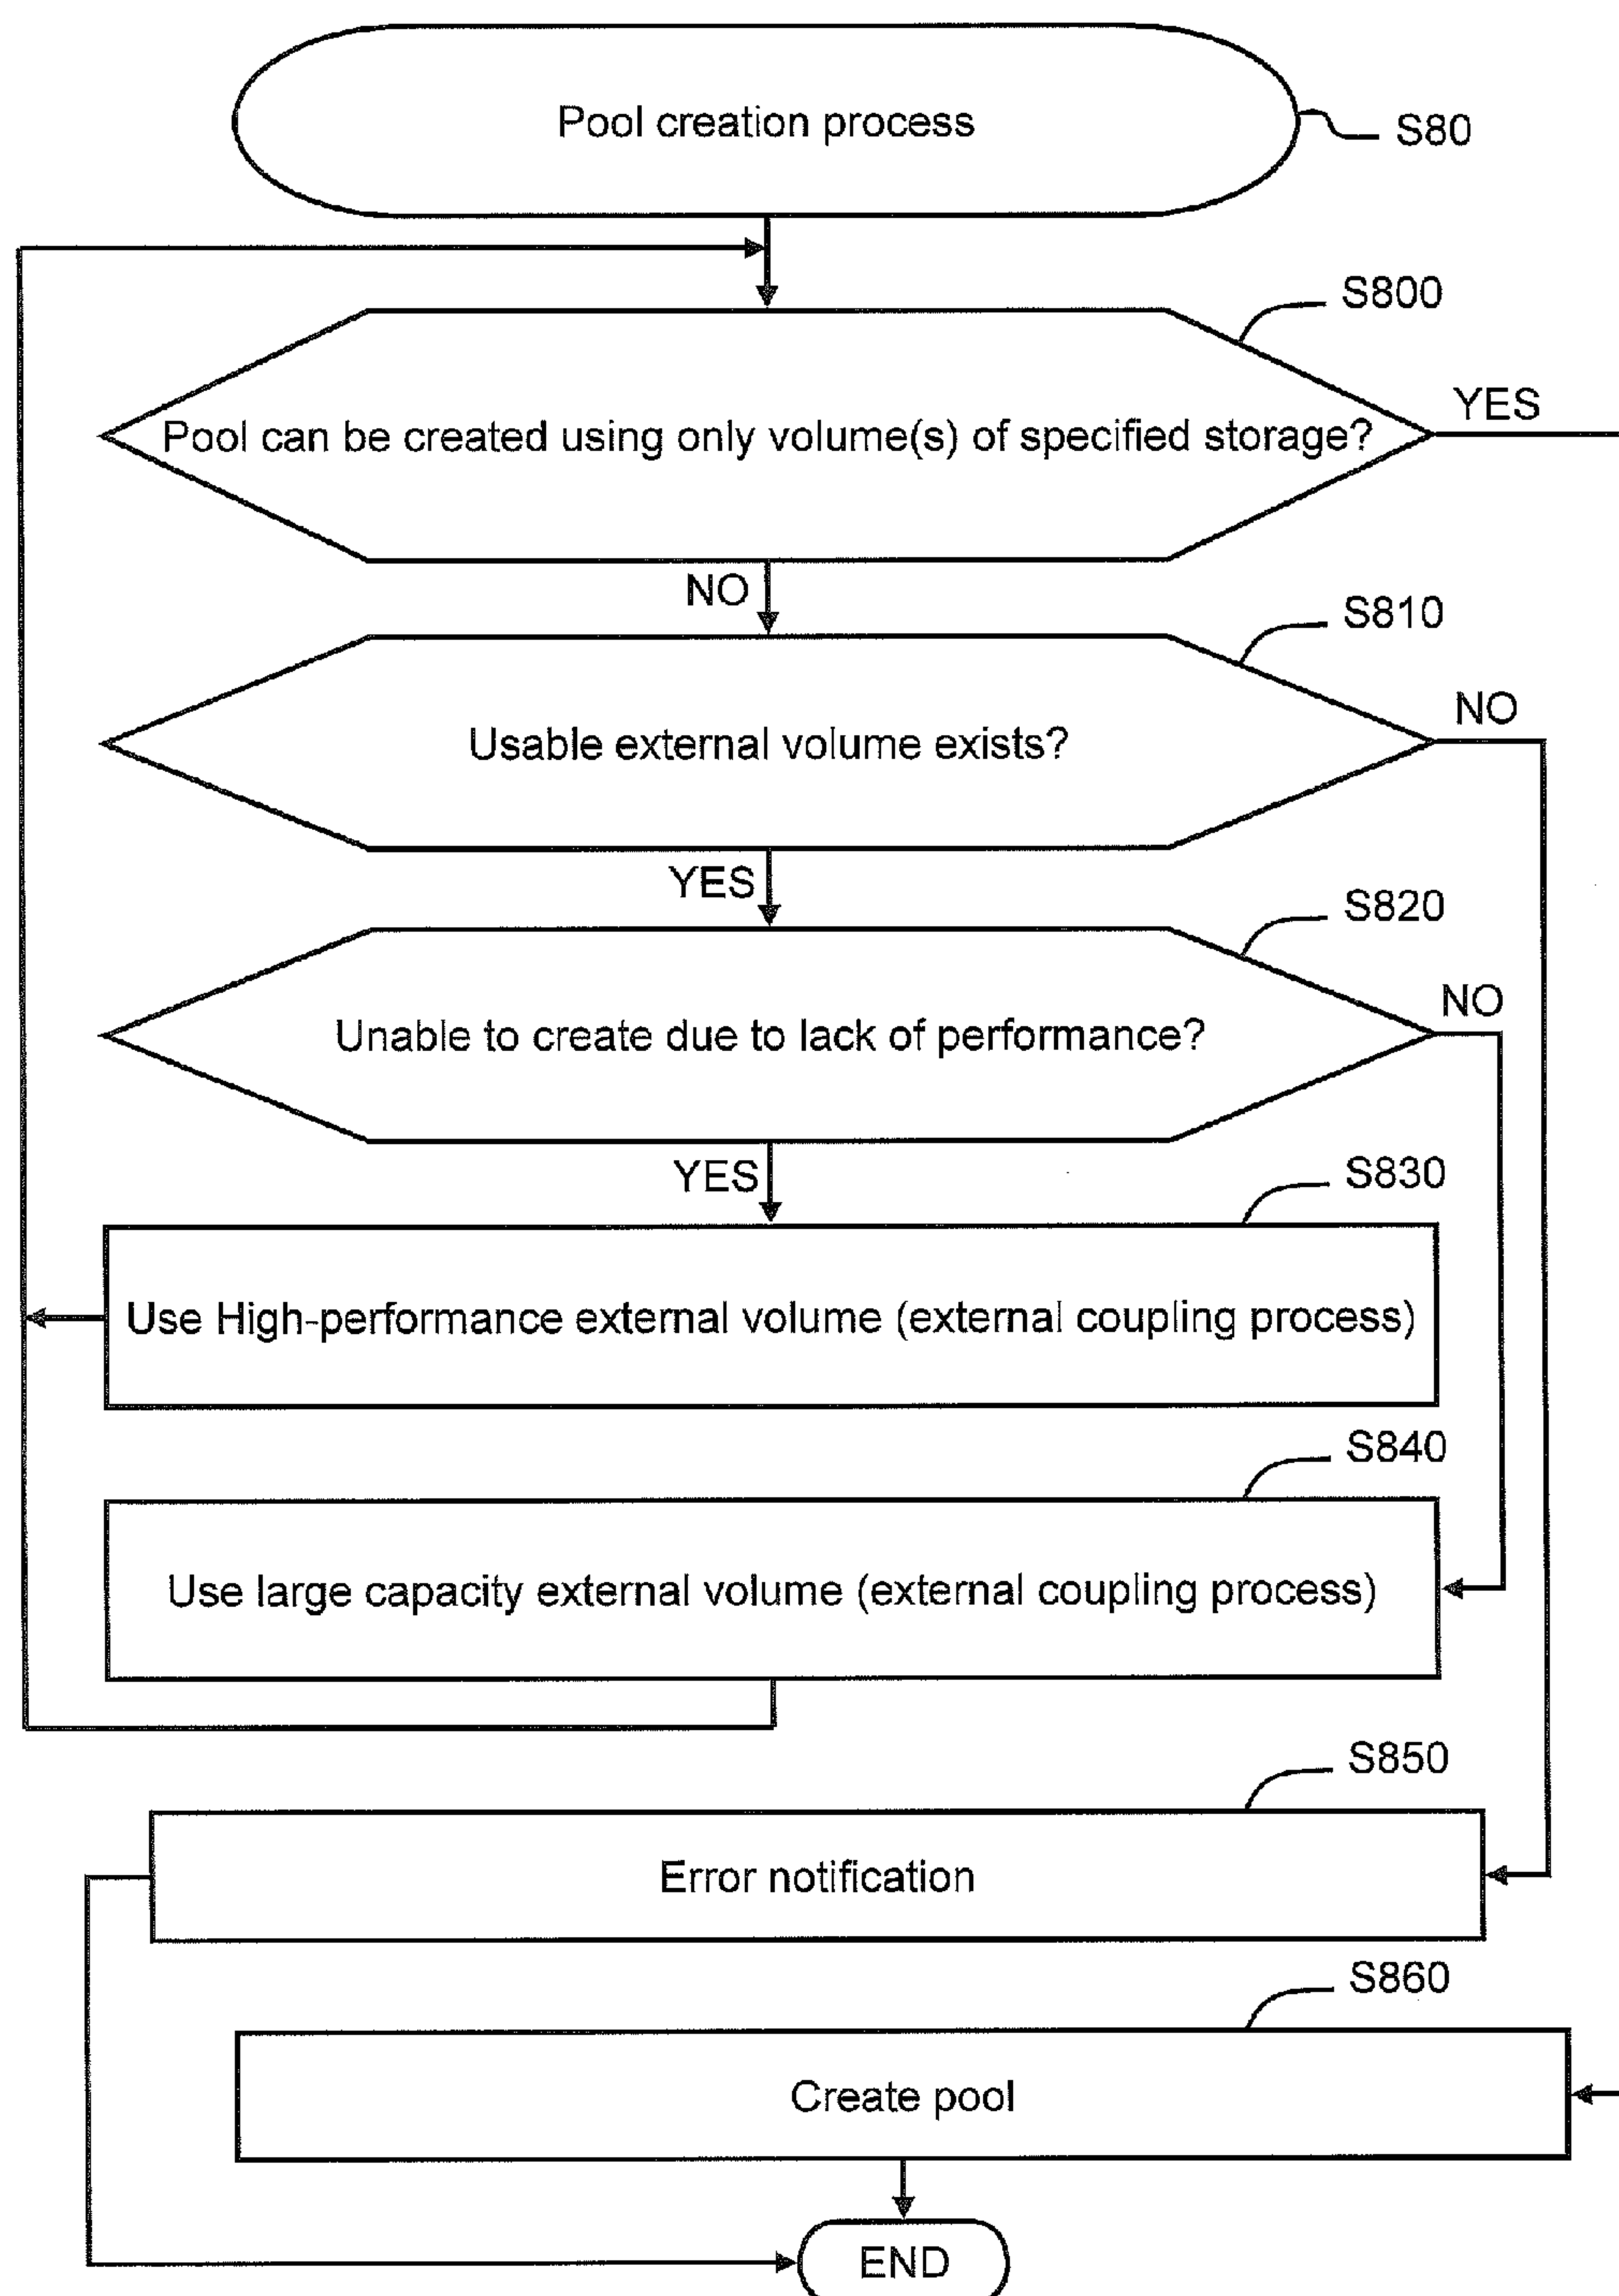 Pool creation process
S80
S800
YES
Pool can be created using only volume(s) of specified storage?
NO
S810
NO
Usable external volume exists?
YES
S820
NO
Unable to create due to lack of performance?
YES
S830
Use High-performance external volume (external coupling process)
S840
Use large capacity external volume (external coupling process)
S850
Error notification
S860
Create pool
END